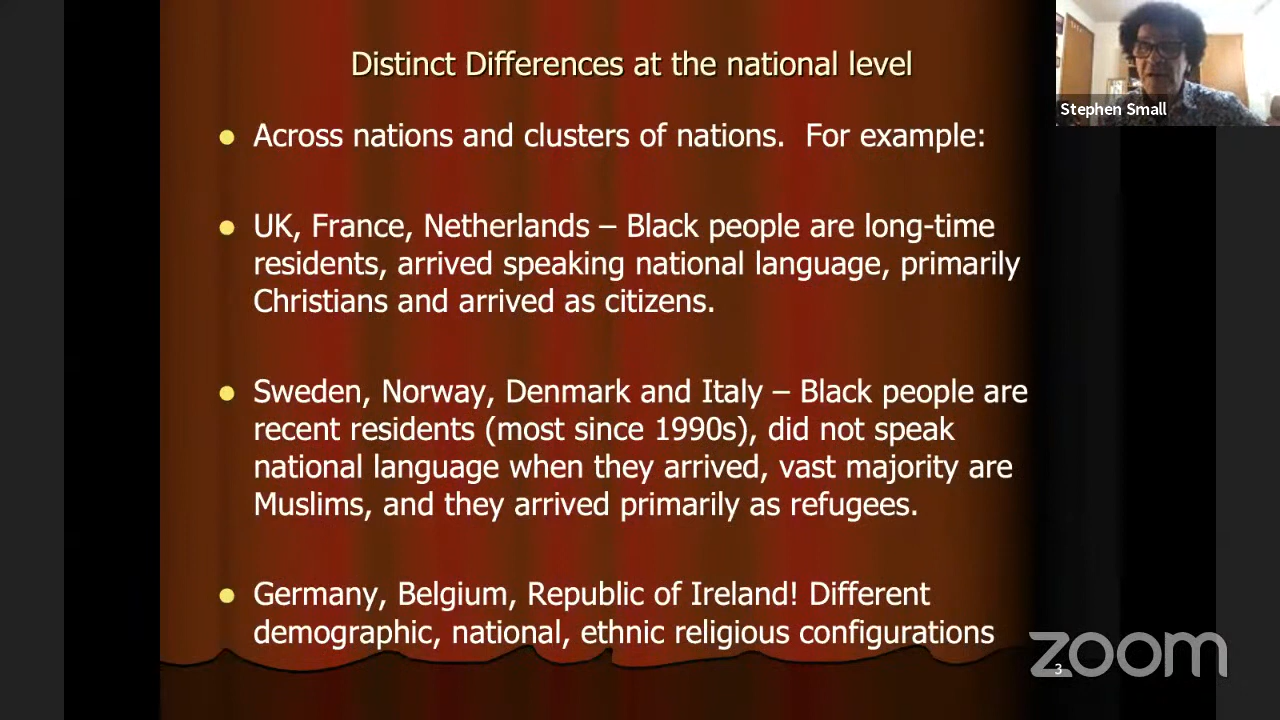 Distinct Differences at the national level
Stephen Small
Across nations and clusters of nations.  For example:
UK, France, Netherlands – Black people are long-time
residents, arrived speaking national language, primarily
Christians and arrived as citizens.
Sweden, Norway, Denmark and Italy – Black people are
recent residents (most since 1990s), did not speak
national language when they arrived, vast majority are
Muslims, and they arrived primarily as refugees.
Germany, Belgium, Republic of Ireland! Different
demographic, national, ethnic religious configurations
zoom
3